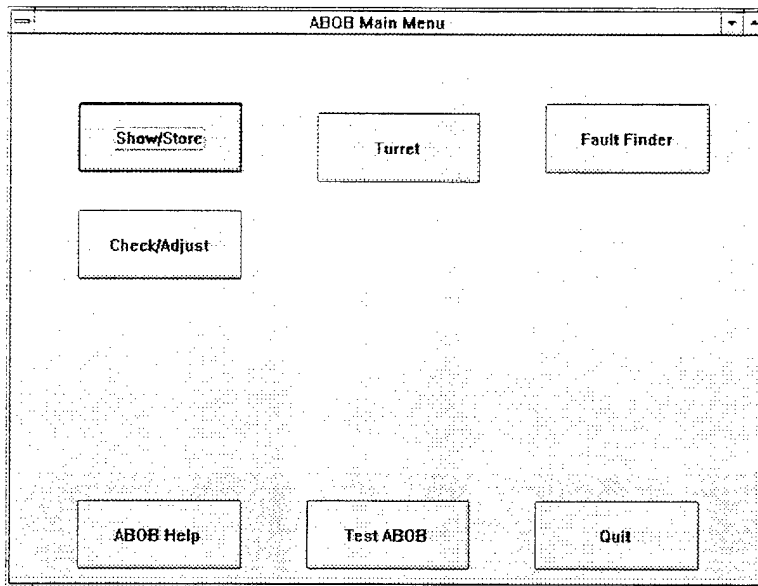 ABOB Main Menu
Show/Store
Turret
Fault Finder
Check/Adjust
ABOB Help
Test ABOB
Quit